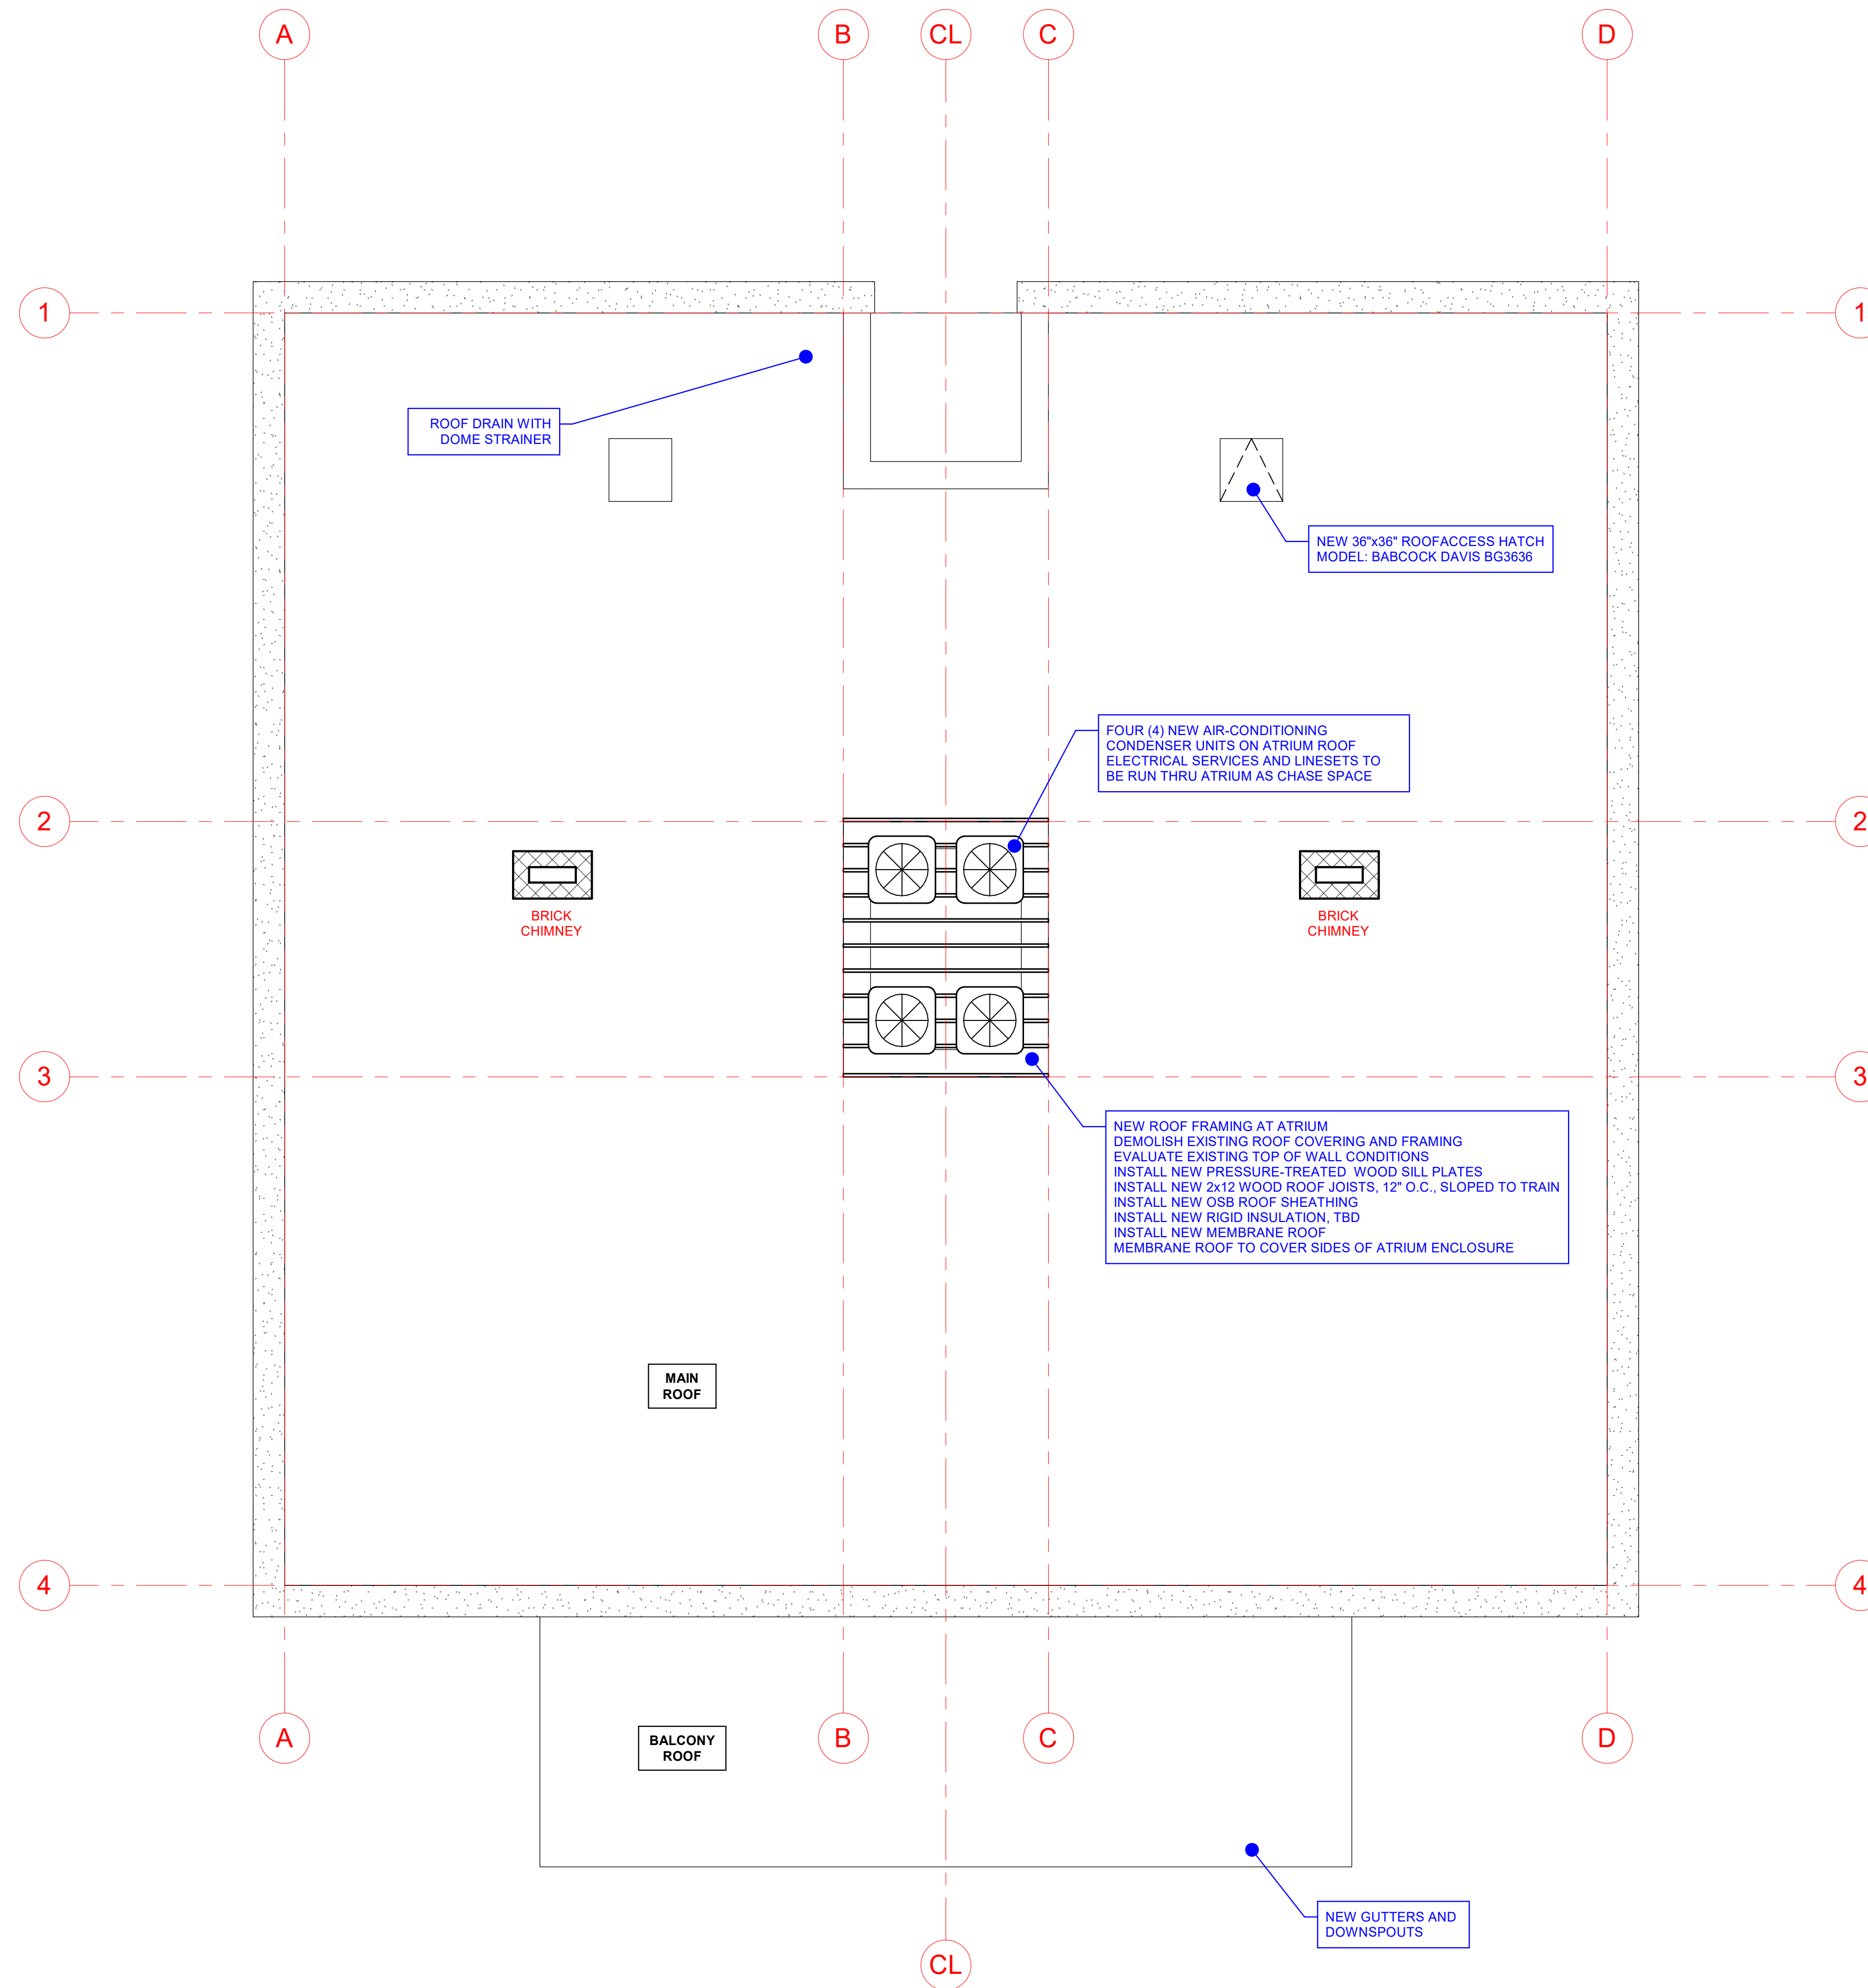 A
B
CL
C
D
1
1
ROOF DRAIN WITH
DOME STRAINER
NEW 36"x36" ROOFACCESS HATCH
MODEL: BABCOCK DAVIS BG3636
FOUR (4) NEW AIR-CONDITIONING
CONDENSER UNITS ON ATRIUM ROOF
ELECTRICAL SERVICES AND LINESETS TO
BE RUN THRU ATRIUM AS CHASE SPACE
2
2
BRICK
CHIMNEY
BRICK
CHIMNEY
3
3
NEW ROOF FRAMING AT ATRIUM
DEMOLISH EXISTING ROOF COVERING AND FRAMING
EVALUATE EXISTING TOP OF WALL CONDITIONS
INSTALL NEW PRESSURE-TREATED  WOOD SILL PLATES
INSTALL NEW 2x12 WOOD ROOF JOISTS, 12" O.C., SLOPED TO TRAIN
INSTALL NEW OSB ROOF SHEATHING
INSTALL NEW RIGID INSULATION, TBD
INSTALL NEW MEMBRANE ROOF
MEMBRANE ROOF TO COVER SIDES OF ATRIUM ENCLOSURE
MAIN
ROOF
4
4
A
B
C
D
BALCONY
ROOF
NEW GUTTERS AND
DOWNSPOUTS
CL